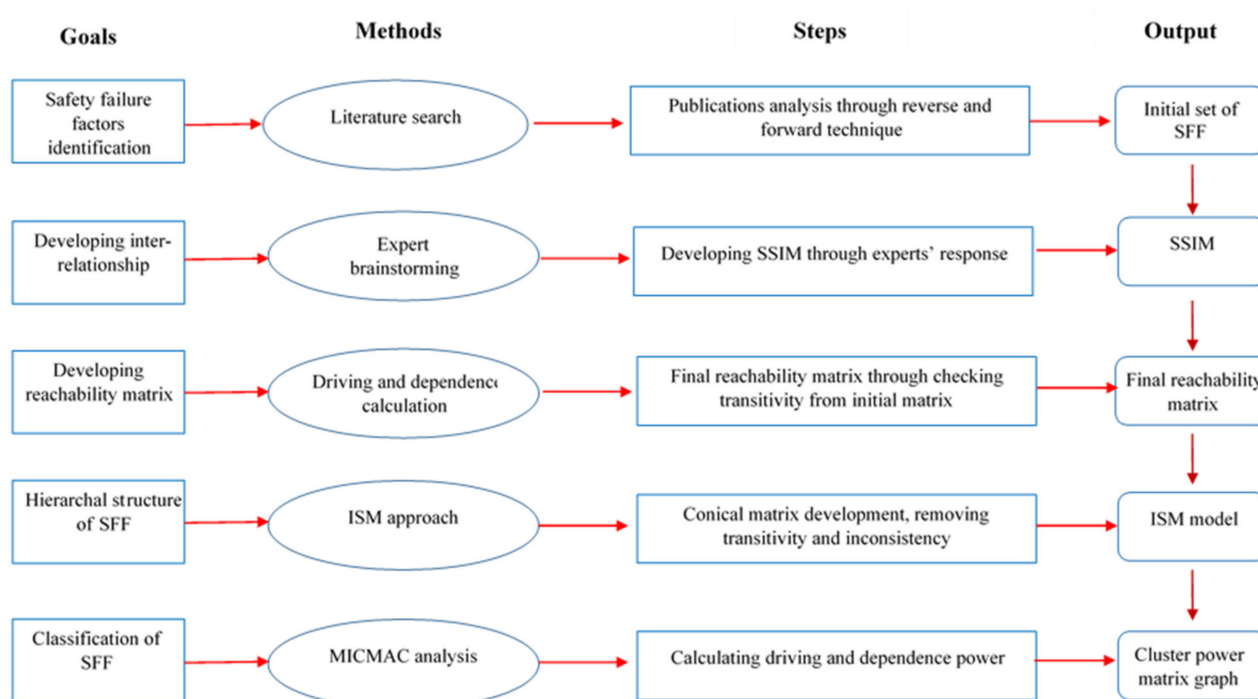 Goals
Methods
Steps
Output
Safety failure
factors
identification
Literature search
Publications analysis through reverse and
forward technique
Initial set of
SFF
Developing inter-
relationship
Expert
brainstorming
Developing SSIM through experts’ response
SSIM
Developing
reachability matrix
Driving and dependence
calculation
Final reachability matrix through checking
transitivity from initial matrix
Final reachability
matrix
Hierarchal structure
of SFF
ISM approach
Conical matrix development, removing
transitivity and inconsistency
ISM model
Classification of
SFF
MICMAC analysis
Calculating driving and dependence power
Cluster power
matrix graph